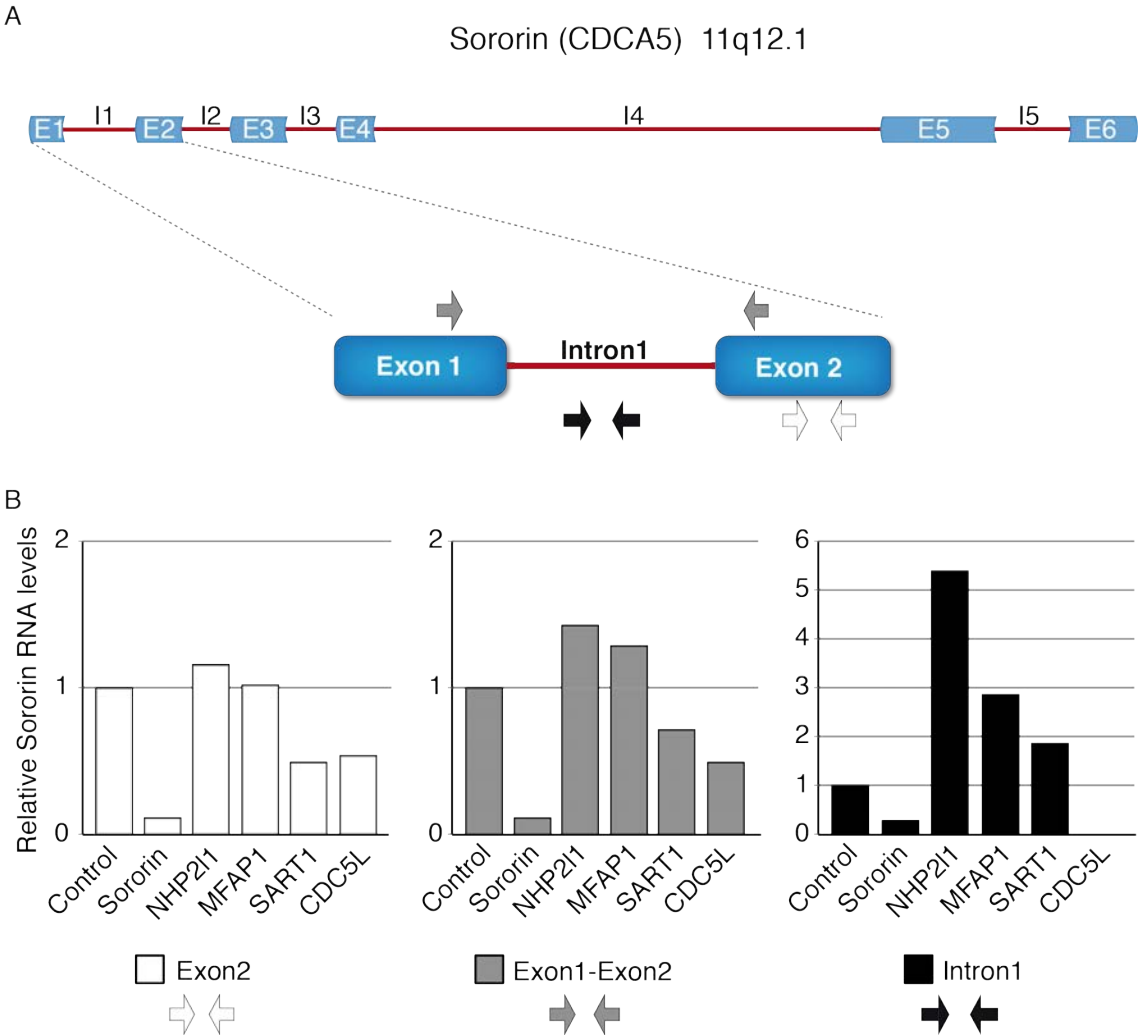 A
Sororin (CDCA5) 11q12.1
E1 I1 E2 I2 E3 I3 E4 I4 E5 I5 E6
Exon 1 Intron1 Exon 2
B
Relative Sororin RNA levels
2
1
0
Control Sororin NHP2l1 MFAP1 SART1 CDC5L
Exon2
2
1
0
Control Sororin NHP2l1 MFAP1 SART1 CDC5L
Exon1-Exon2
6
5
4
3
2
1
0
Control Sororin NHP2l1 MFAP1 SART1 CDC5L
Intron1